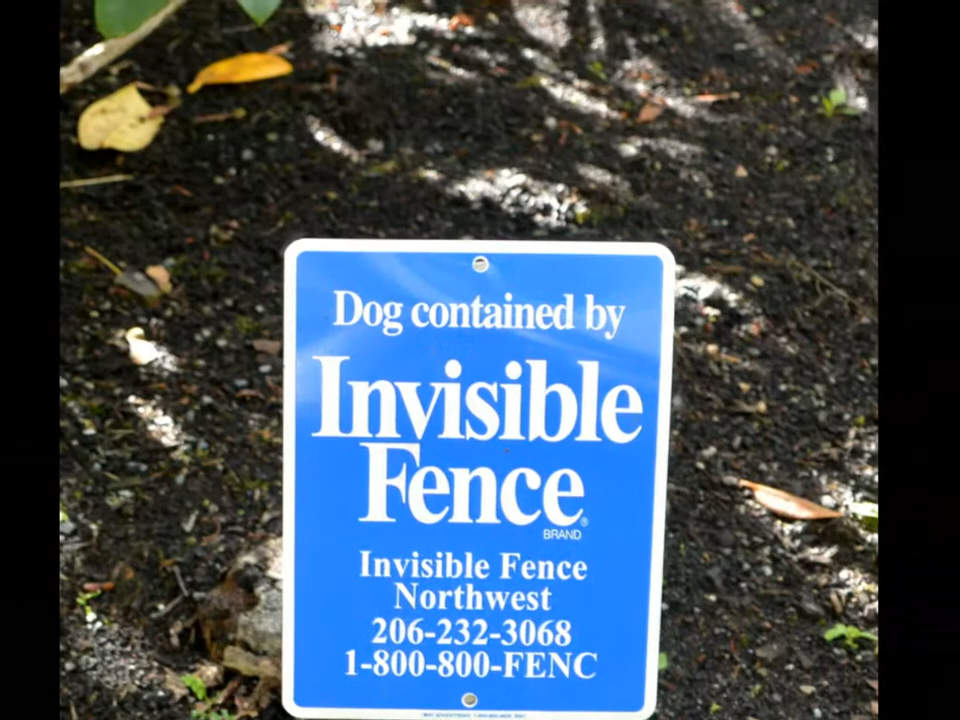 Dog contained by
Invisible
Fence®
BRAND
Invisible Fence
Northwest
206-232-3068
1-800-800-FENC